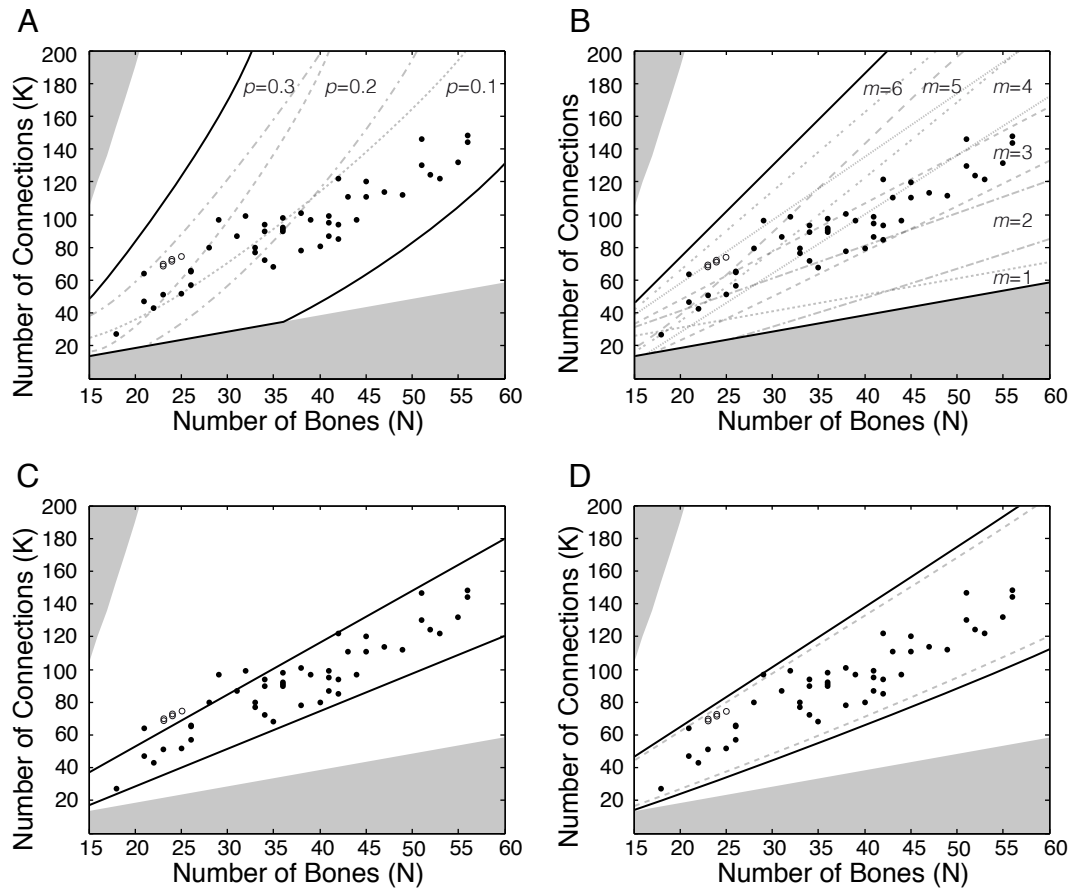 A
B
200
180
160
140
120
100
80
60
40
20
15 20 25 30 35 40 45 50 55 60
Number of Connections (K)
Number of Bones (N)
p=0.3
p=0.2
p=0.1
200
180
160
140
120
100
80
60
40
20
15 20 25 30 35 40 45 50 55 60
Number of Connections
Number of Bones (N)
m=6
m=5
m=4
m=3
m=2
m=1
C
D
200
180
160
140
120
100
80
60
40
20
15 20 25 30 35 40 45 50 55 60
Number of Connections (K)
Number of Bones (N)
200
180
160
140
120
100
80
60
40
20
15 20 25 30 35 40 45 50 55 60
Number of Connections (K)
Number of Bones (N)